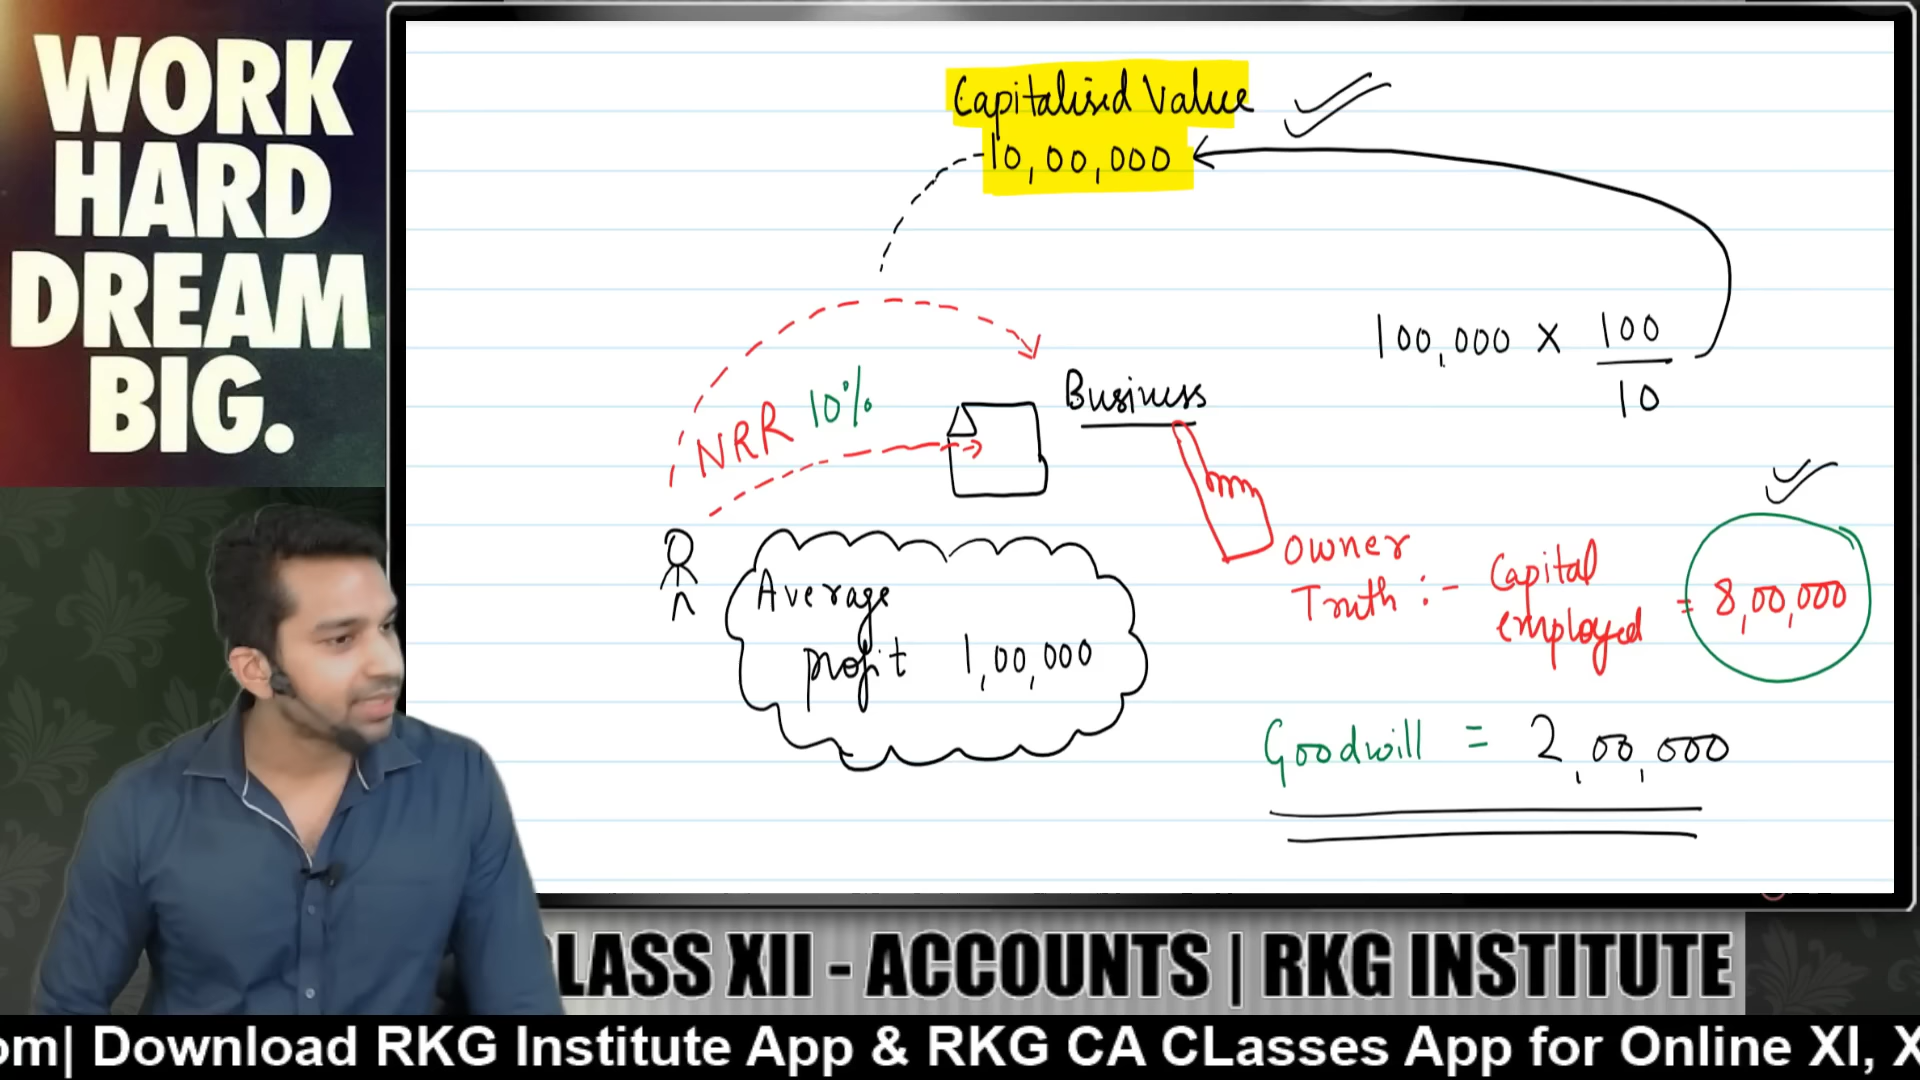 WORK
HARD
DREAM
BIG.
Capitalised Value
10,00,000
100,000 × 100
10
NRR 10%
Business
Average
profit 1,00,000
Owner
Truth :- Capital
employed = 8,00,000
Goodwill = 2,00,000
LASS XII - ACCOUNTS | RKG INSTITUTE
om| Download RKG Institute App & RKG CA CLasses App for Online XI, X